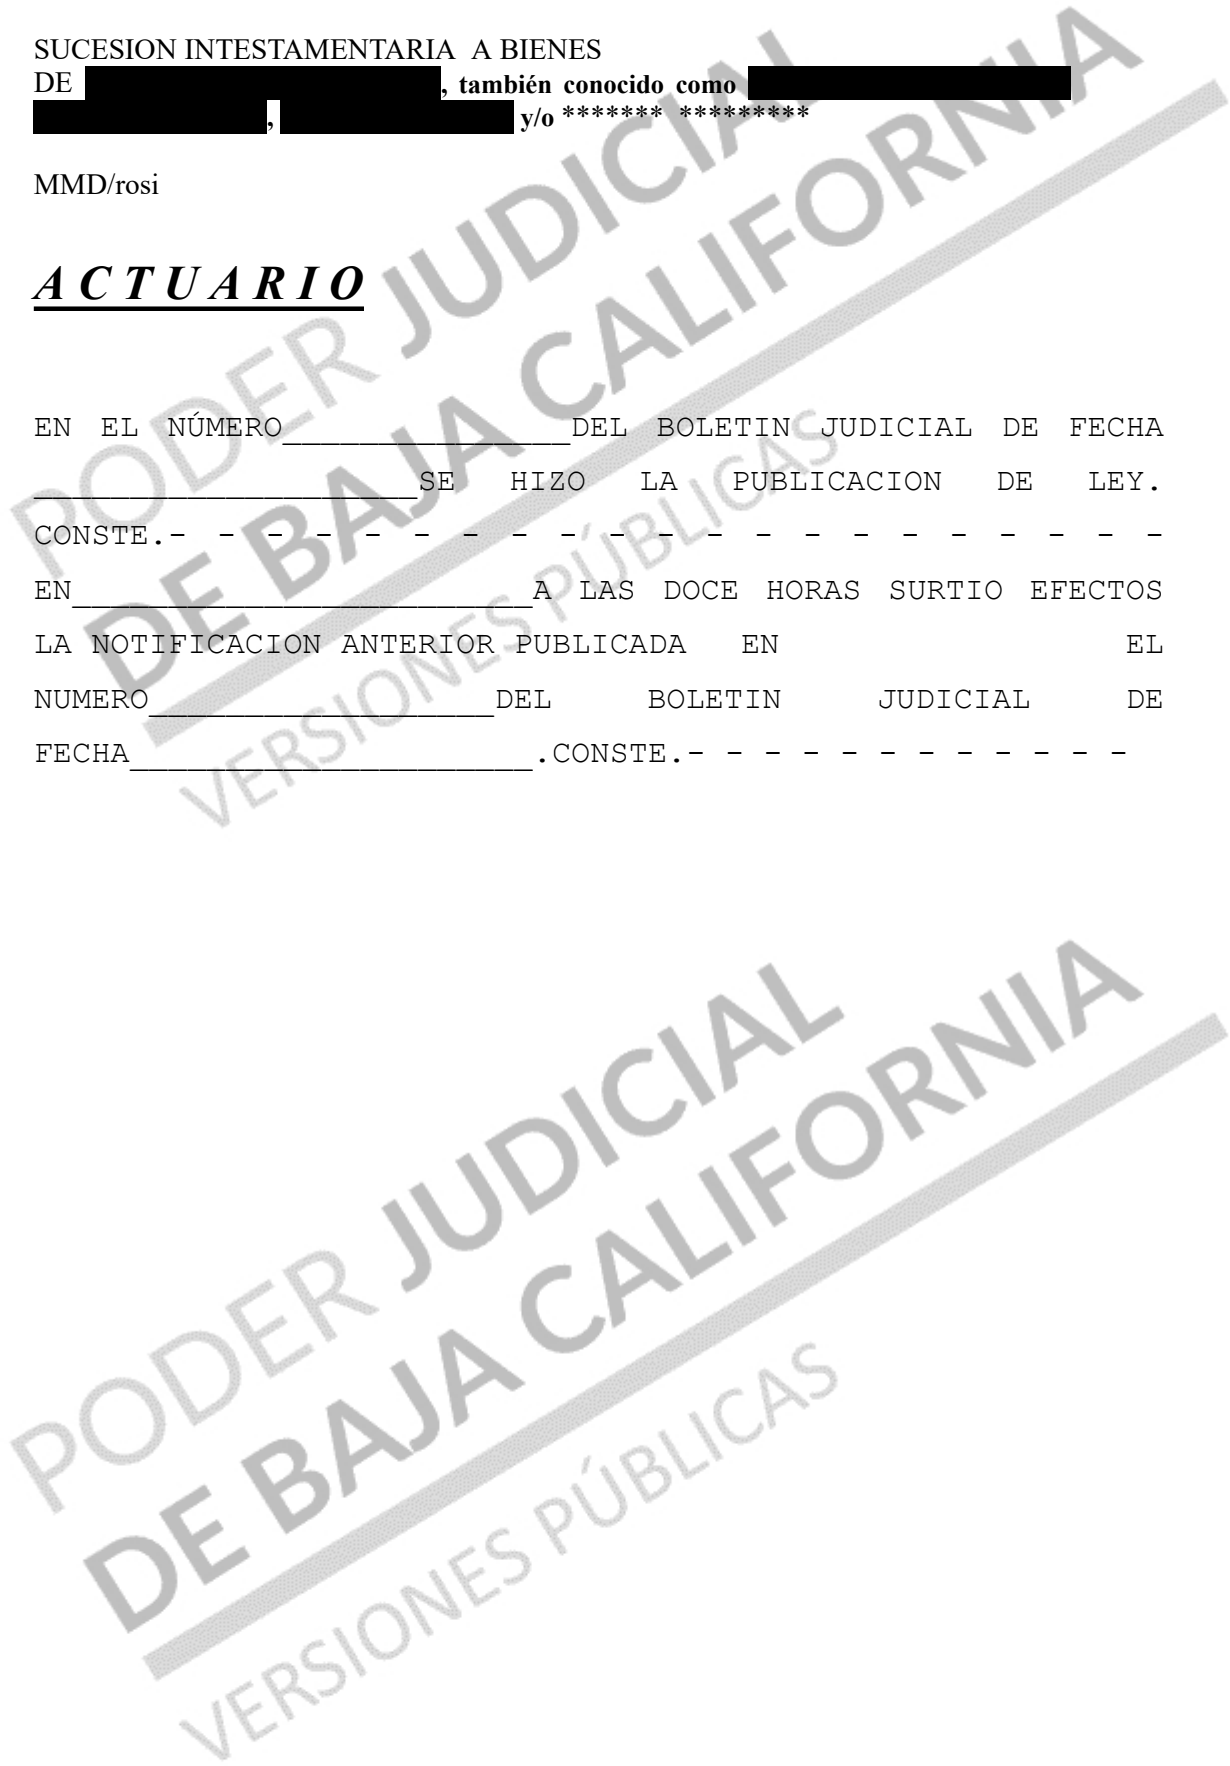 SUCESION INTESTAMENTARIA A BIENES
DE , también conocido como
, y/o ******* *********
MMD/rosi
A C T U A R I O
EN EL NÚMERO_______________DEL BOLETIN JUDICIAL DE FECHA
____________________SE HIZO LA PUBLICACION DE LEY.
CONSTE.- - - - - - - - - - - - - - - - - - - - -
EN________________________A LAS DOCE HORAS SURTIO EFECTOS
LA NOTIFICACION ANTERIOR PUBLICADA EN EL
NUMERO__________________DEL BOLETIN JUDICIAL DE
FECHA_____________________.CONSTE.- - - - - - - - - - - -
PODER JUDICIAL
DE BAJA CALIFORNIA
VERSIONES PÚBLICAS
PODER JUDICIAL
DE BAJA CALIFORNIA
VERSIONES PÚBLICAS